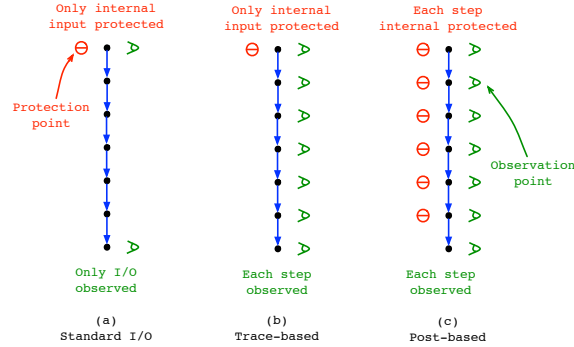 Only internal
input protected
Only internal
input protected
Each step
internal protected
Protection
point
Observation
point
Only I/O
observed
Each step
observed
Each step
observed
(a)
Standard I/O
(b)
Trace-based
(c)
Post-based